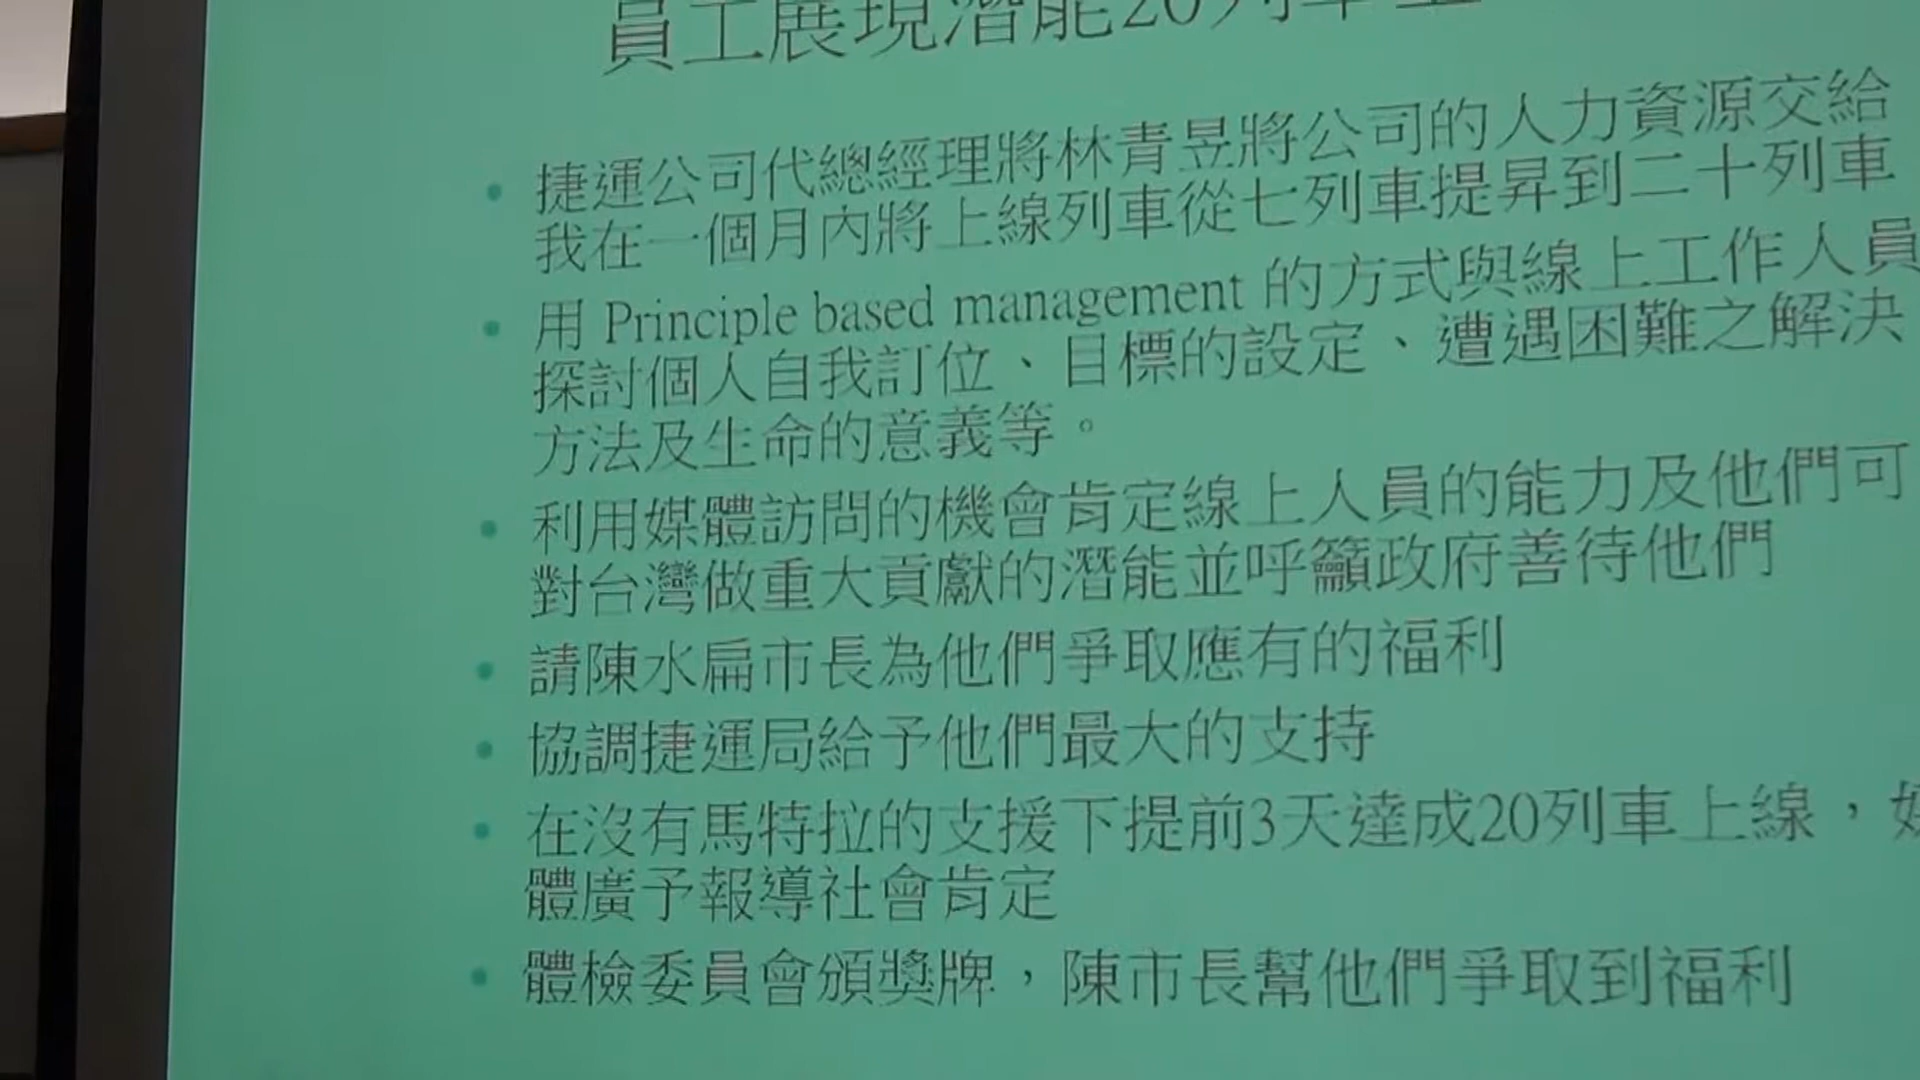 員工展現潛能20列車上
• 捷運公司代總經理將林青昱將公司的人力資源交給
我在一個月內將上線列車從七列車提昇到二十列車
• 用 Principle based management 的方式與線上工作人員
探討個人自我訂位、目標的設定、遭遇困難之解決
方法及生命的意義等。
• 利用媒體訪問的機會肯定線上人員的能力及他們可
對台灣做重大貢獻的潛能並呼籲政府善待他們
• 請陳水扁市長為他們爭取應有的福利
• 協調捷運局給予他們最大的支持
• 在沒有馬特拉的支援下提前3天達成20列車上線，媒
體廣予報導社會肯定
• 體檢委員會頒獎牌，陳市長幫他們爭取到福利